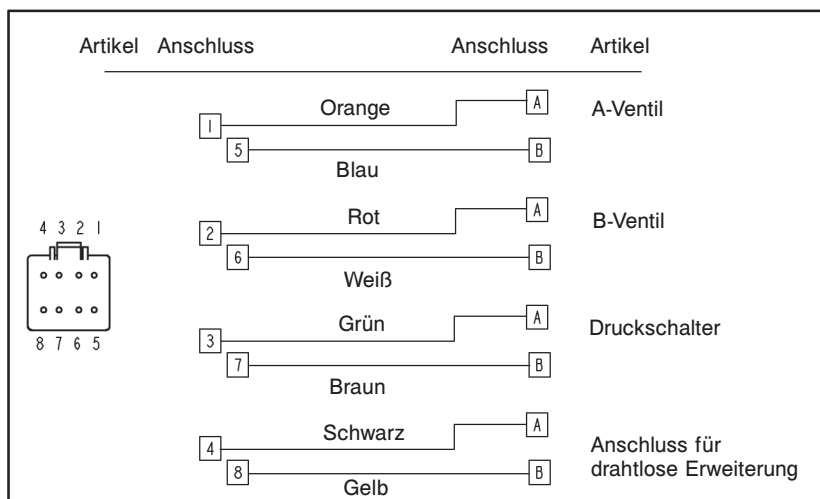 Artikel Anschluss Anschluss Artikel
1 Orange A A-Ventil
5 Blau B
2 Rot A B-Ventil
6 Weiß B
4 3 2 1
8 7 6 5
3 Grün A Druckschalter
7 Braun B
4 Schwarz A Anschluss für
drahtlose Erweiterung
8 Gelb B